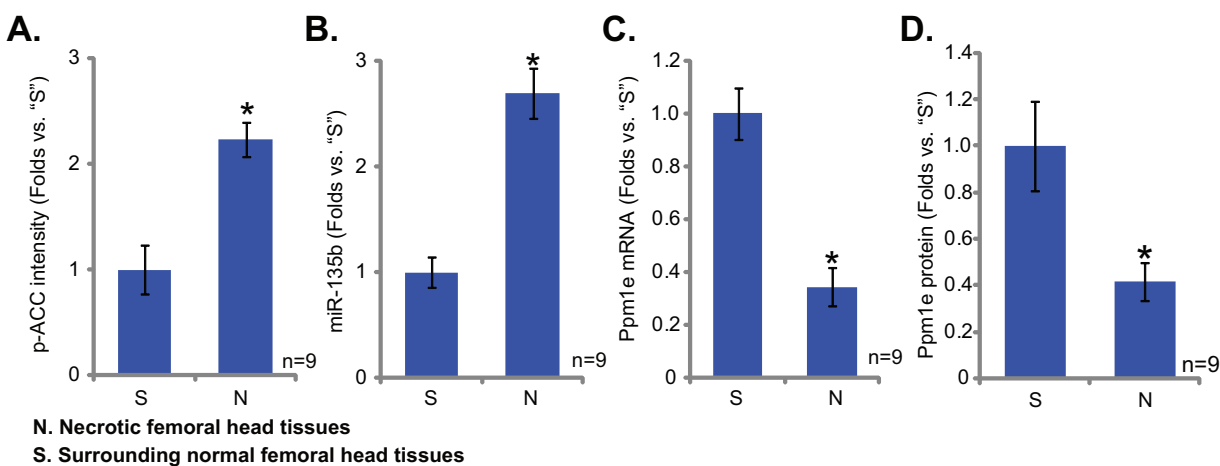 A.
p-ACC intensity (Folds vs. “S”)
3
2
1
0
*
S
N
n=9
B.
miR-135b (Folds vs. “S”)
3
2
1
0
*
S
N
n=9
C.
Ppm1e mRNA (Folds vs. “S”)
1.2
1.0
0.8
0.6
0.4
0.2
0
*
S
N
n=9
D.
Ppm1e protein (Folds vs. “S”)
1.4
1.2
1.0
0.8
0.6
0.4
0.2
0
*
S
N
n=9
N. Necrotic femoral head tissues
S. Surrounding normal femoral head tissues